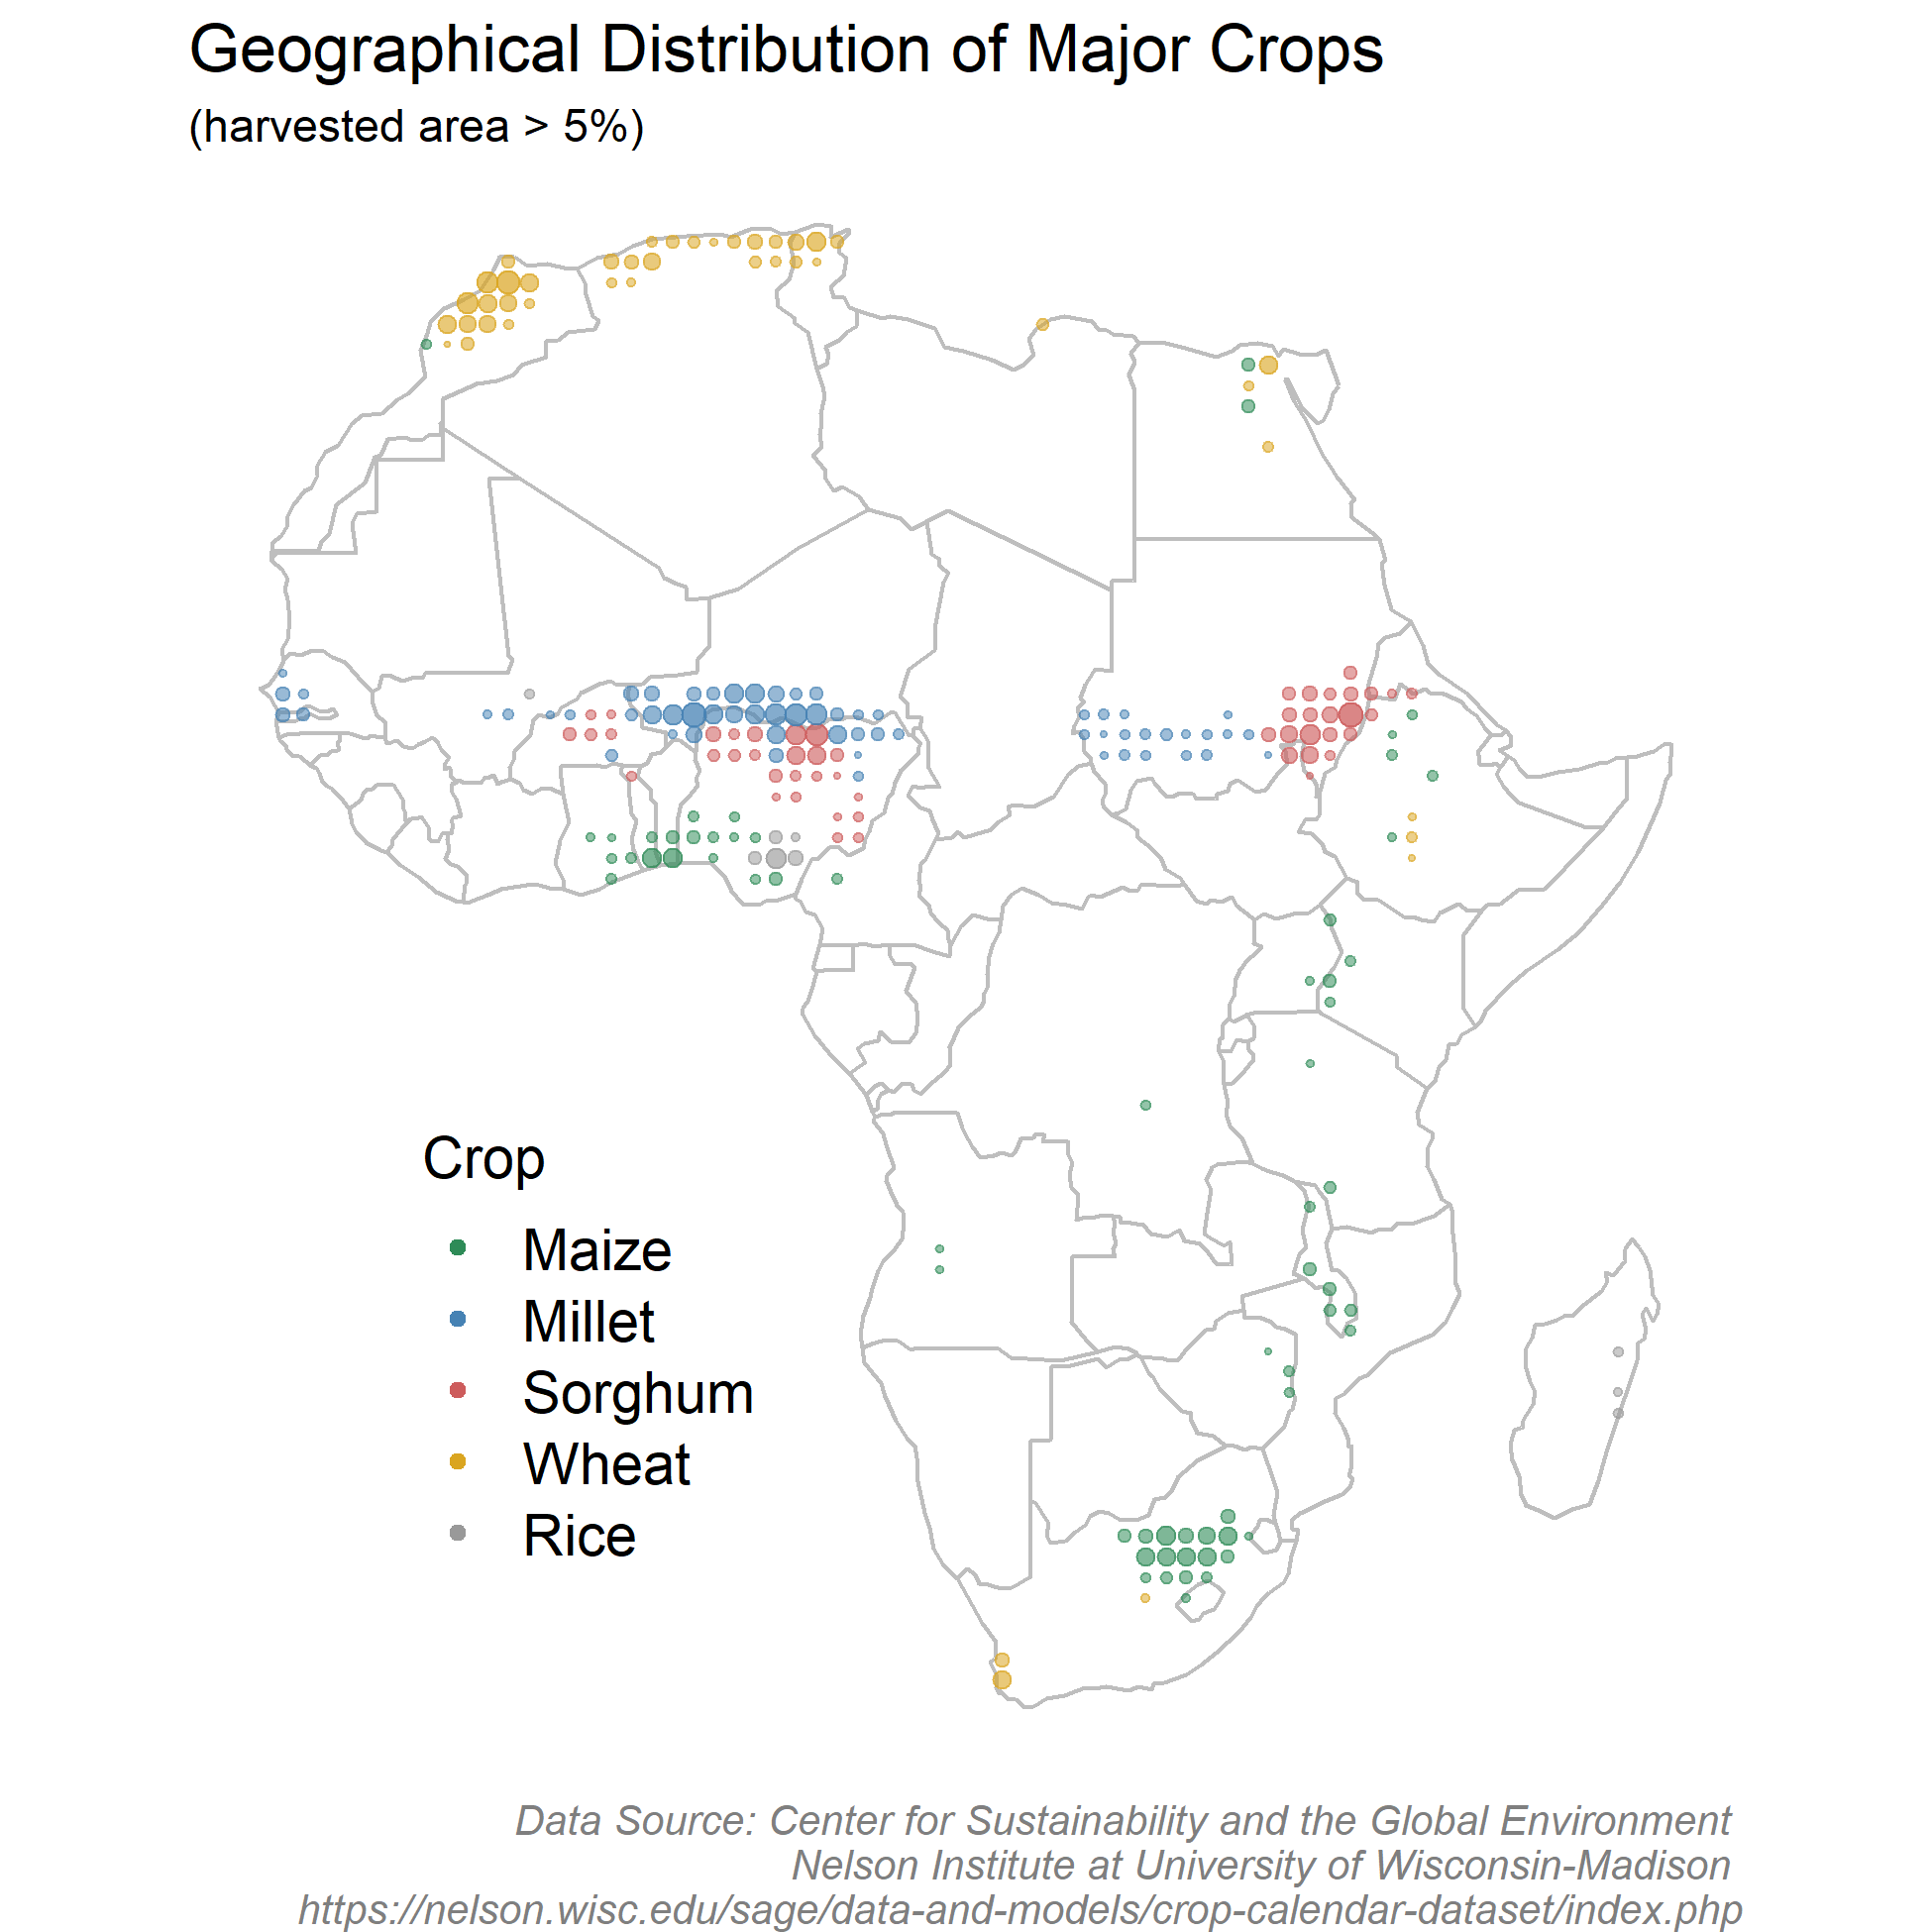 Geographical Distribution of Major Crops
(harvested area > 5%)
Crop
Maize
Millet
Sorghum
Wheat
Rice
Data Source: Center for Sustainability and the Global Environment
Nelson Institute at University of Wisconsin-Madison
https://nelson.wisc.edu/sage/data-and-models/crop-calendar-dataset/index.php